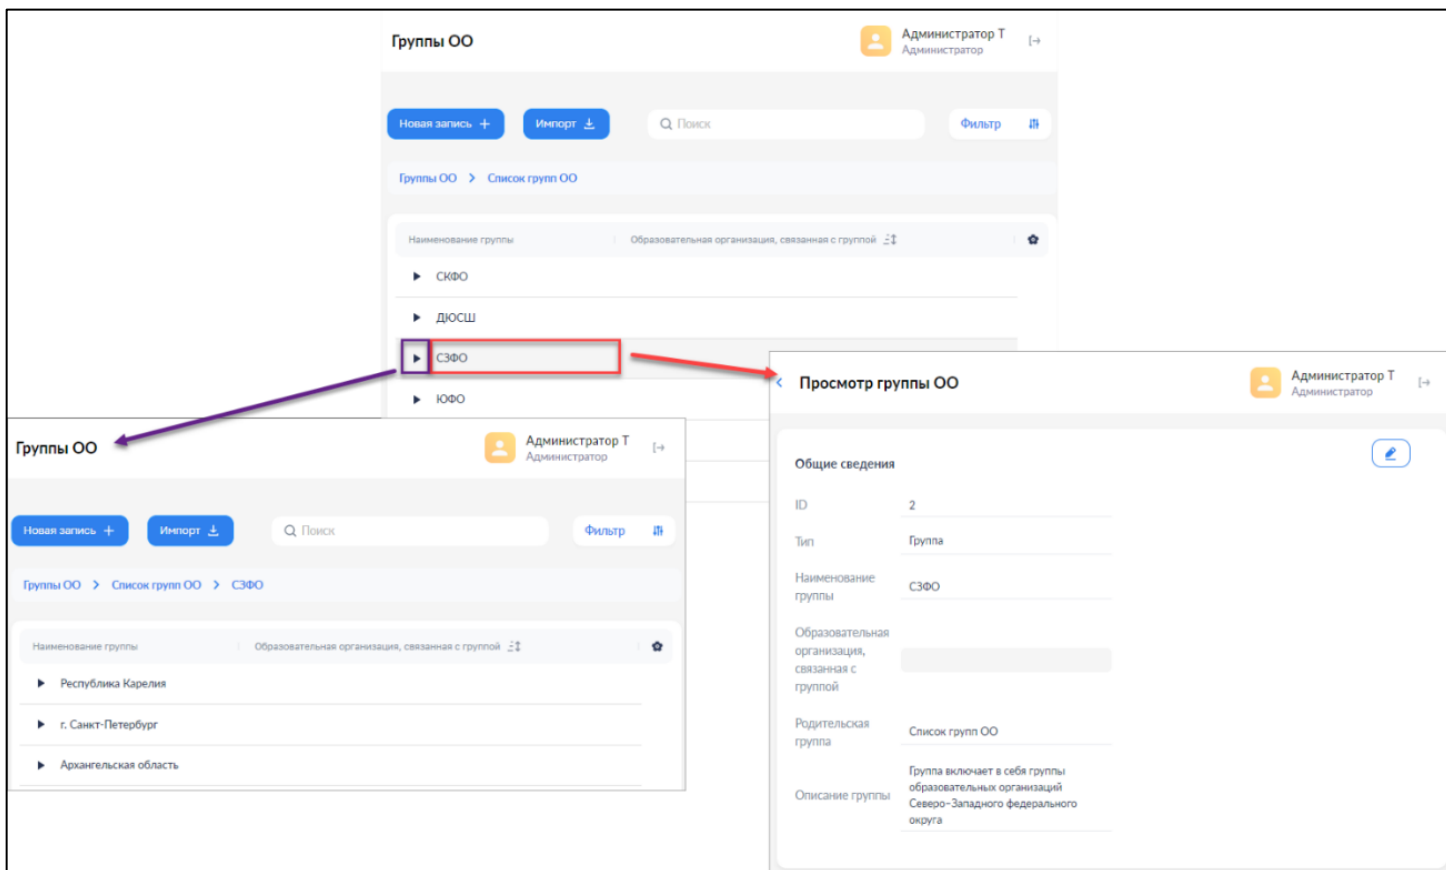 Группы ОО
Администратор Т
Администратор
Новая запись +
Импорт
Поиск
Фильтр
Группы ОО > Список групп ОО
Наименование группы
Образовательная организация, связанная с группой
СКФО
ДЮСШ
СЗФО
ЮФО
Группы ОО
Администратор Т
Администратор
Новая запись +
Импорт
Поиск
Фильтр
Группы ОО > Список групп ОО > СЗФО
Наименование группы
Образовательная организация, связанная с группой
Республика Карелия
г. Санкт-Петербург
Архангельская область
Просмотр группы ОО
Администратор Т
Администратор
Общие сведения
ID
2
Тип
Группа
Наименование
группы
СЗФО
Образовательная
организация,
связанная с
группой
Родительская
группа
Список групп ОО
Описание группы
Группа включает в себя группы
образовательных организаций
Северо-Западного федерального
округа